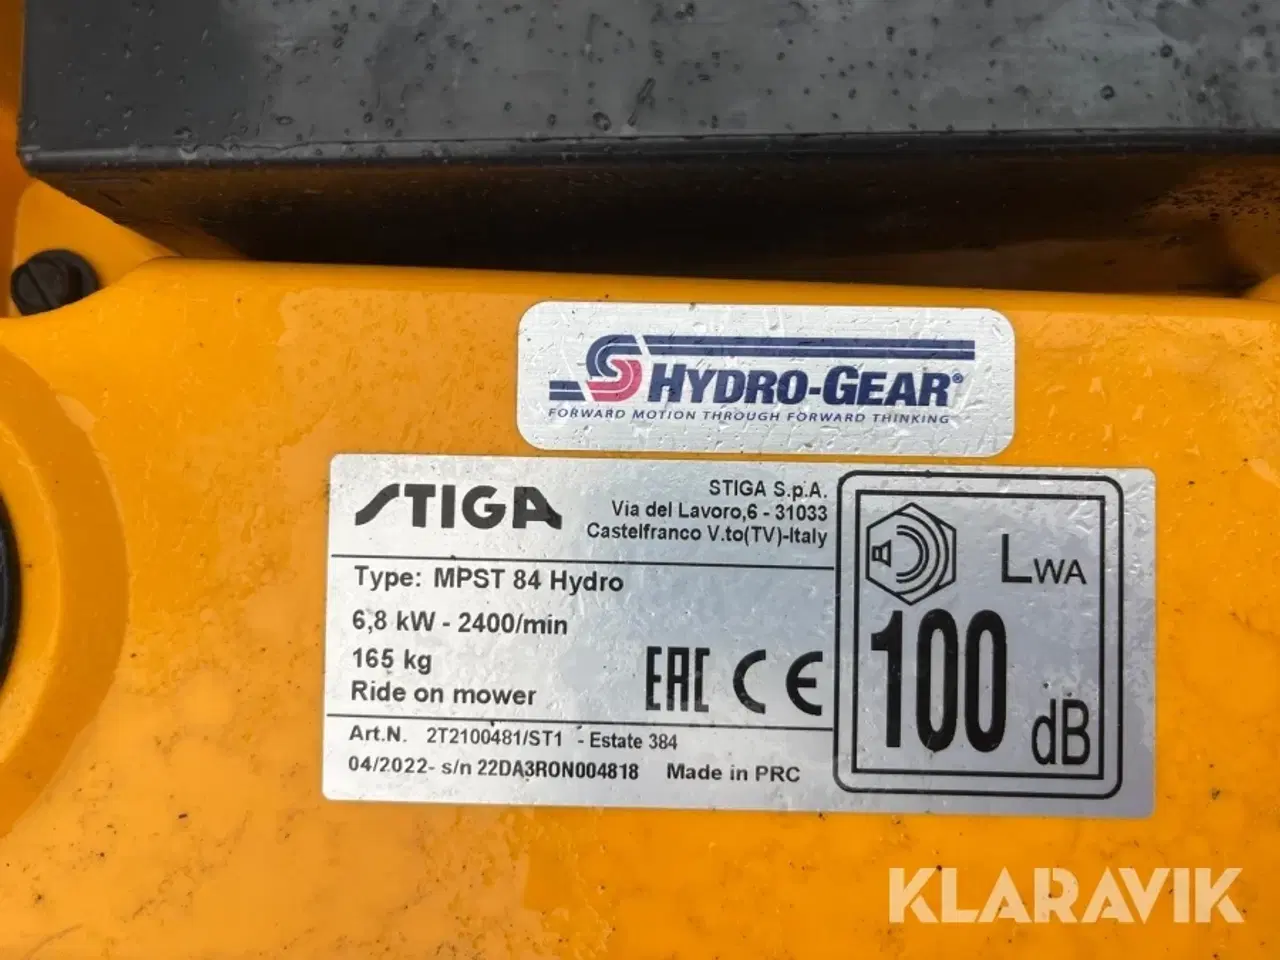 HYDRO-GEAR®
FORWARD MOTION THROUGH FORWARD THINKING
STIGA
STIGA S.p.A.
Via del Lavoro,6 - 31033
Castelfranco V.to(TV)-Italy
Type: MPST 84 Hydro
6,8 kW - 2400/min
165 kg
Ride on mower
EAC CE
Art.N. 2T2100481/ST1 - Estate 384
04/2022- s/n 22DA3RON004818 Made in PRC
LWA
100
dB
KLARAVIK